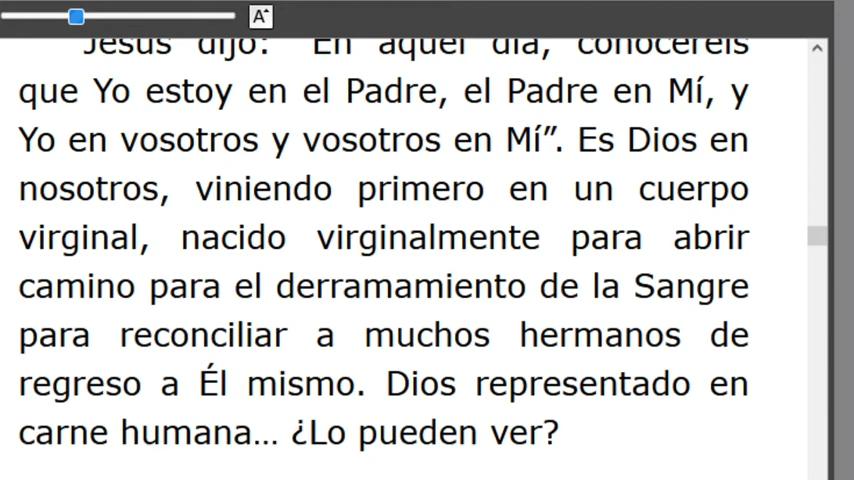 A
Jesús dijo: "En aquel día, conoceréis
que Yo estoy en el Padre, el Padre en Mí, y
Yo en vosotros y vosotros en Mí”. Es Dios en
nosotros, viniendo primero en un cuerpo
virginal, nacido virginalmente para abrir
camino para el derramamiento de la Sangre
para reconciliar a muchos hermanos de
regreso a Él mismo. Dios representado en
carne humana... ¿Lo pueden ver?